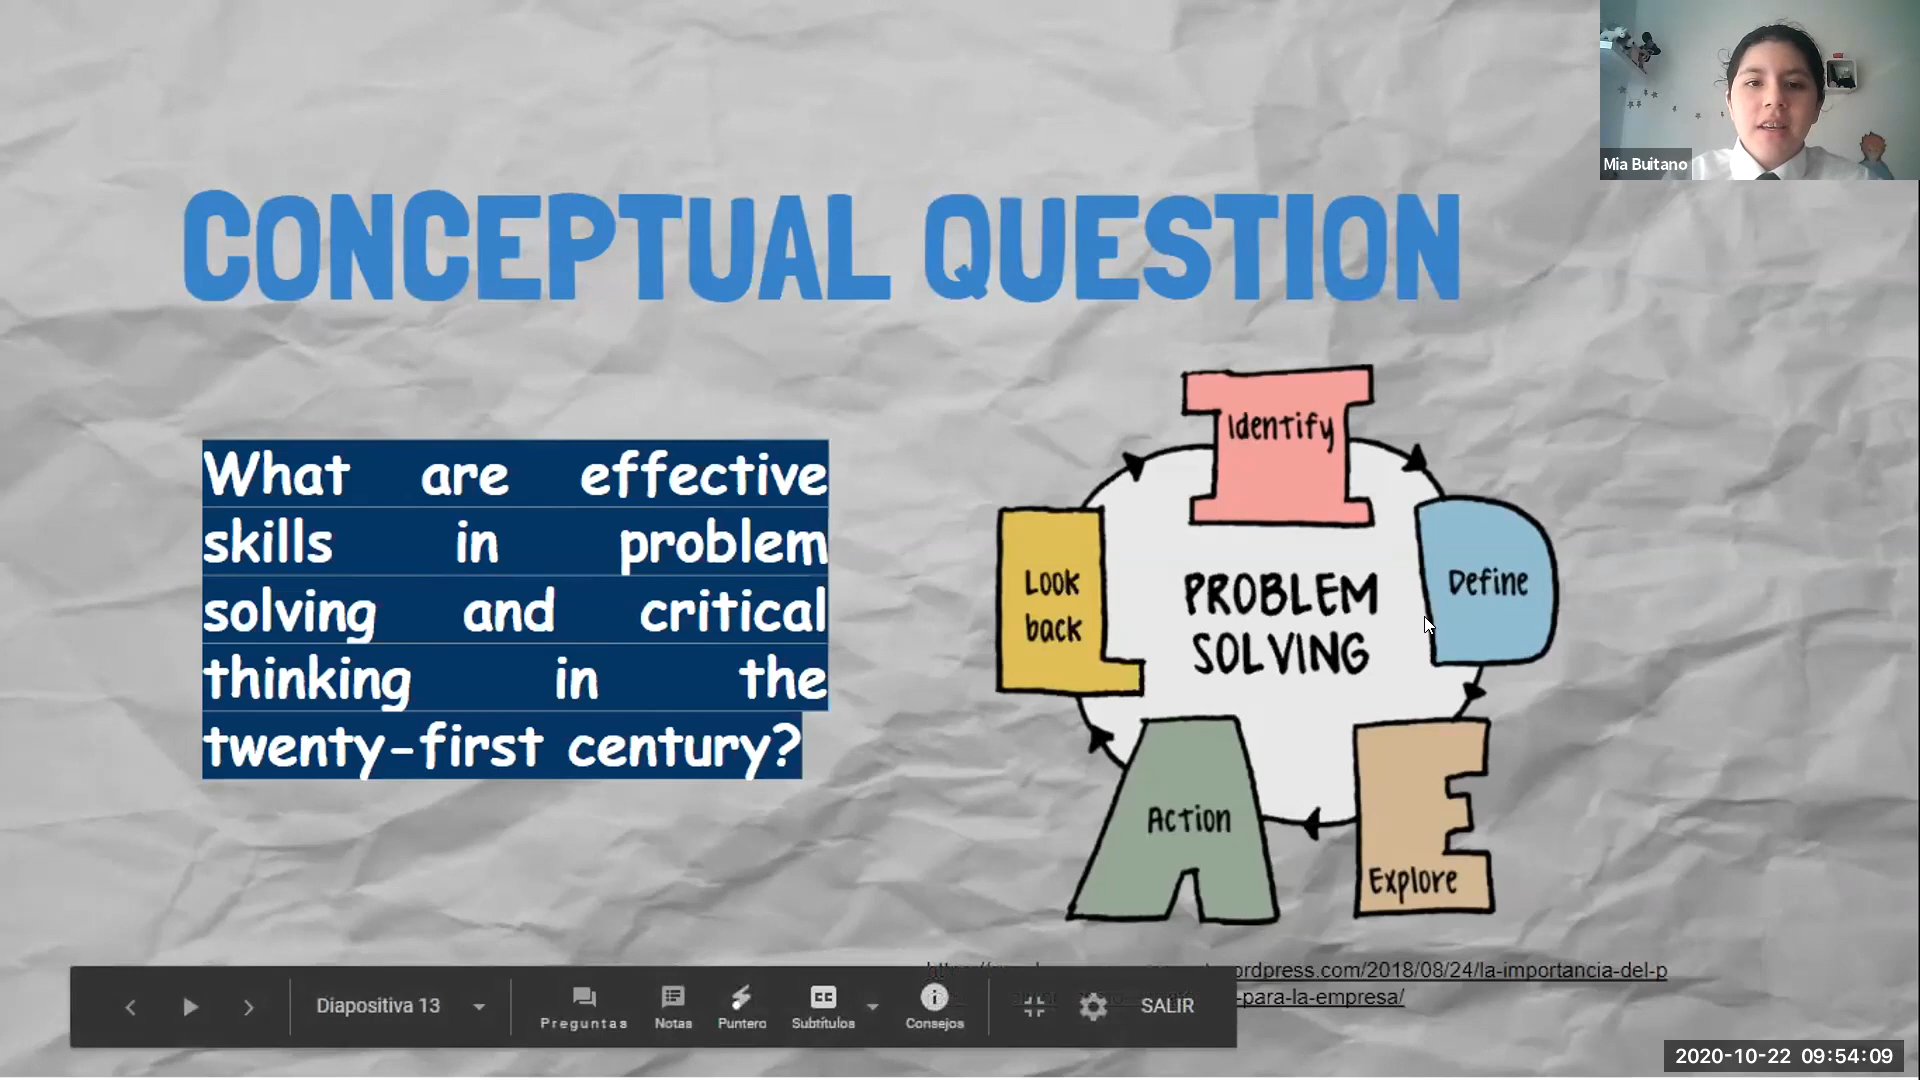 Mia Buitano
CONCEPTUAL QUESTION
What are effective
skills in problem
solving and critical
thinking in the
twenty-first century?
Identify
Define
Explore
Action
Look
back
PROBLEM
SOLVING
ordpress.com/2018/08/24/la-importancia-del-p
-para-la-empresa/
Diapositiva 13
Preguntas
Notas
Puntero
CC
Subtítulos
Consejos
SALIR
2020-10-22 09:54:09